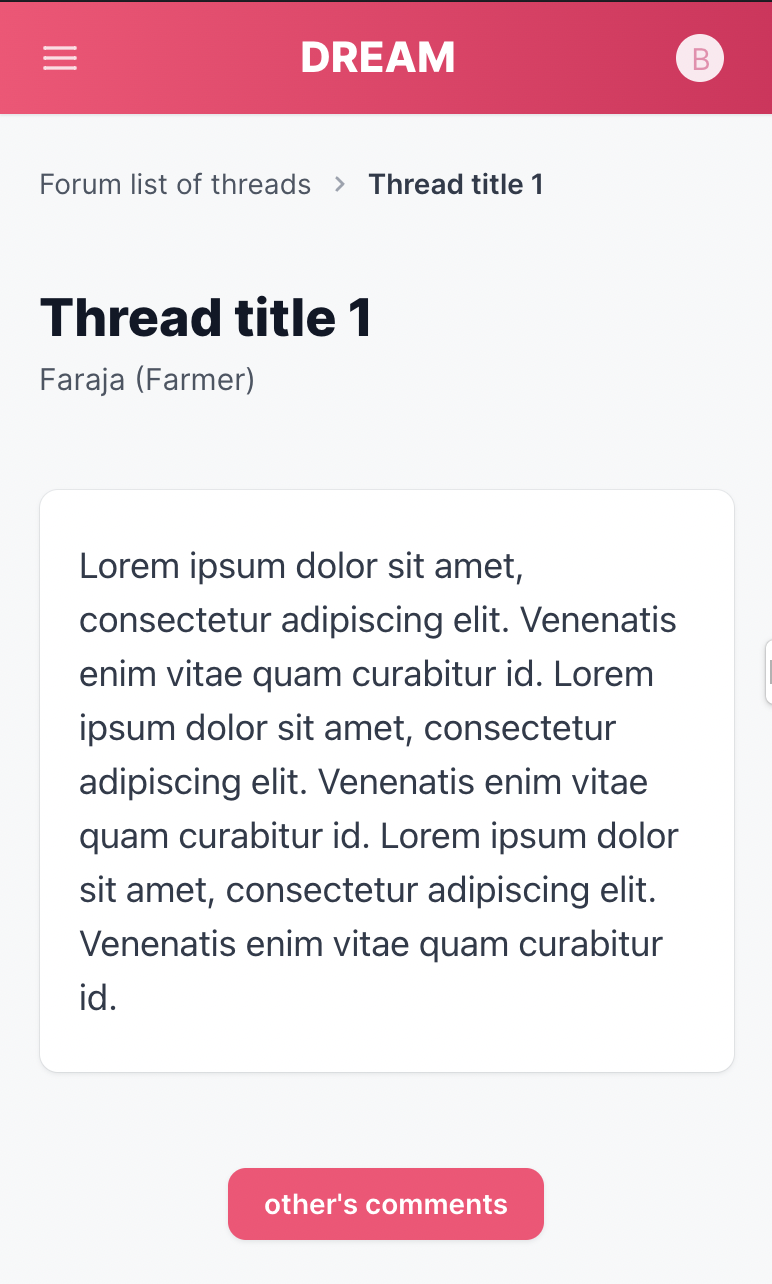 DREAM
B
Forum list of threads > Thread title 1
Thread title 1
Faraja (Farmer)
Lorem ipsum dolor sit amet,
consectetur adipiscing elit. Venenatis
enim vitae quam curabitur id. Lorem
ipsum dolor sit amet, consectetur
adipiscing elit. Venenatis enim vitae
quam curabitur id. Lorem ipsum dolor
sit amet, consectetur adipiscing elit.
Venenatis enim vitae quam curabitur
id.
other's comments